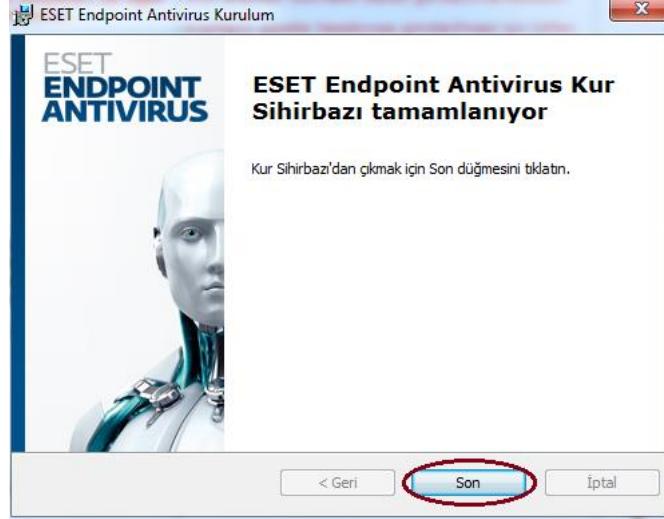 ESET Endpoint Antivirus Kurulum
ESET
ENDPOINT
ANTIVIRUS
ESET Endpoint Antivirus Kur
Sihirbazı tamamlanıyor
Kur Sihirbazı'dan çıkmak için Son düğmesini tıklatın.
< Geri
Son
İptal